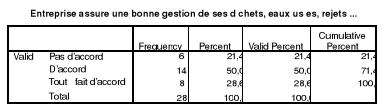 Entreprise assure une bonne gestion de ses d chets, eaux us es, rejets ...
Frequency Percent Valid Percent Cumulative Percent
Valid Pas d'accord 6 21,4 21,4 21,4
D'accord 14 50,0 50,0 71,4
Tout fait d'accord 8 28,6 28,6 100,
Total 28 100, 100,